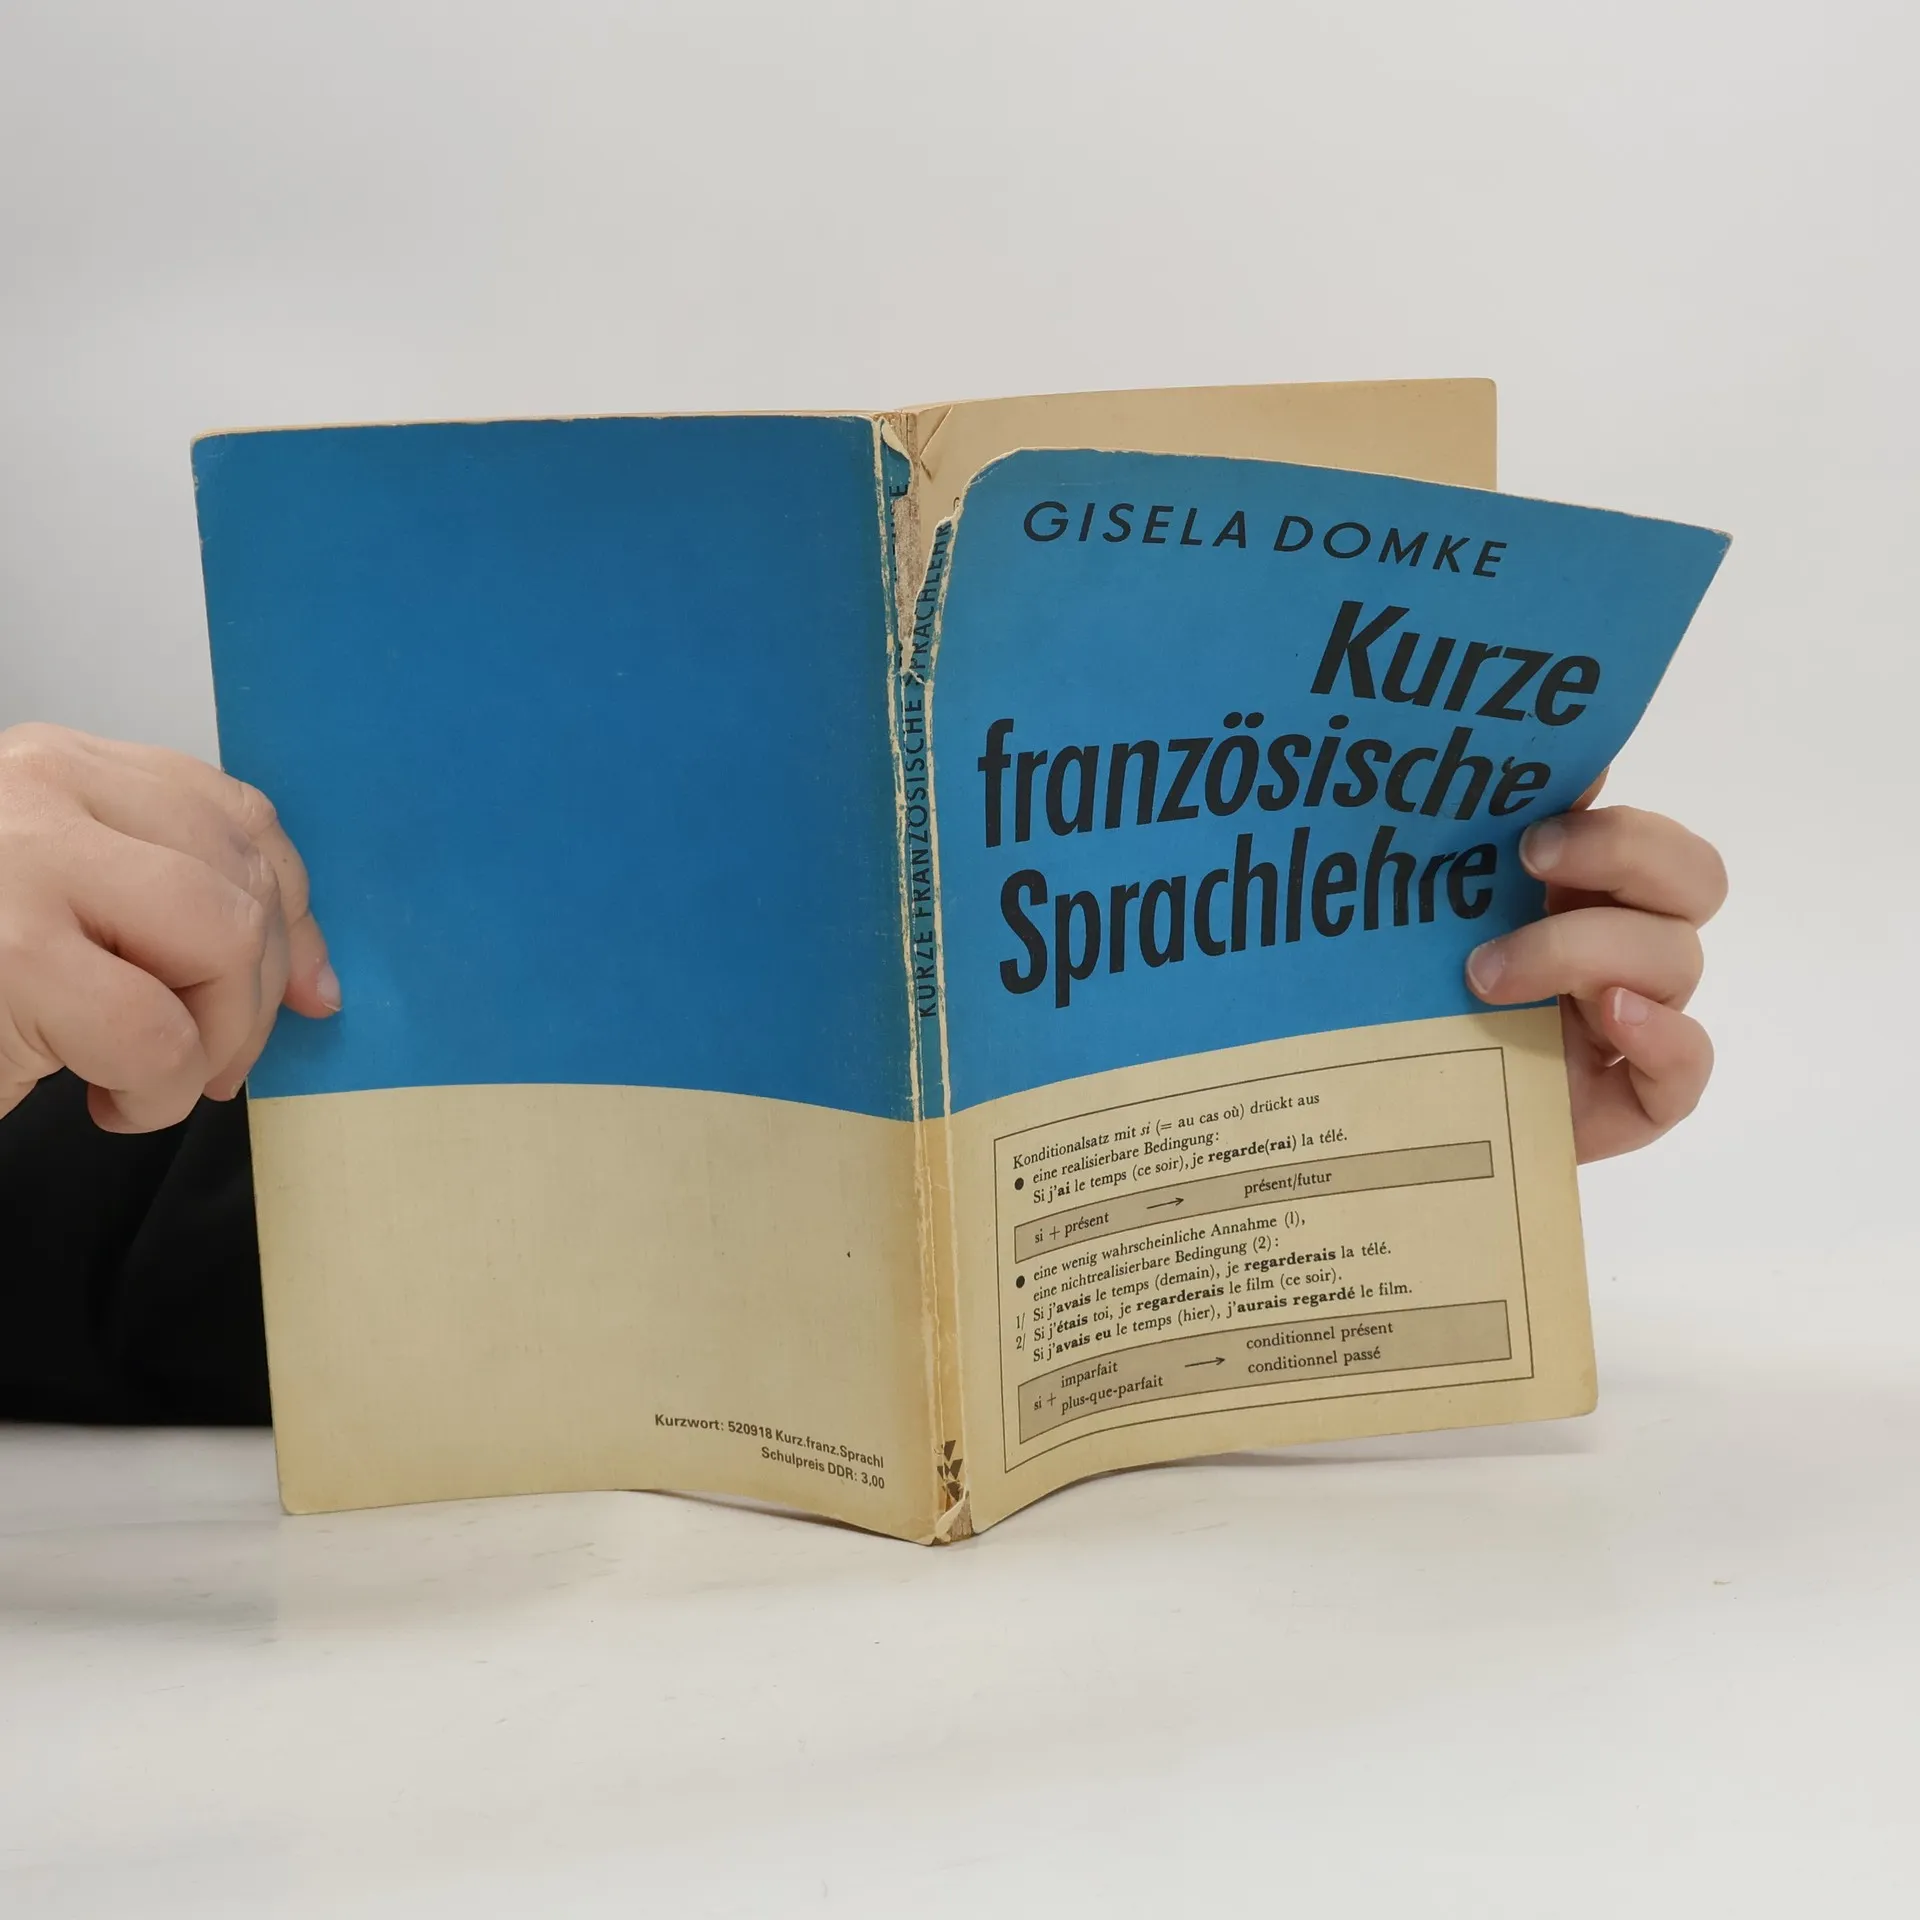 GISELA DOMKE
Kurze
französische
Sprachlehre
Konditionalsatz mit si (= au cas où) drückt aus
● eine realisierbare Bedingung:
Si j'ai le temps (ce soir), je regarde(rai) la télé.
si + présent → présent/futur
● eine wenig wahrscheinliche Annahme (1),
eine nichtrealisierbare Bedingung (2):
1/ Si j'avais le temps (demain), je regarderais la télé.
2/ Si j'étais toi, je regarderais le film (ce soir).
Si j'avais eu le temps (hier), j'aurais regardé le film.
si + imparfait → conditionnel présent
plus-que-parfait conditionnel passé
KURZE FRANZÖSISCHE SPRACHLEHR
Kurzwort: 520918 Kurz.franz.Sprachl
Schulpreis DDR: 3,00